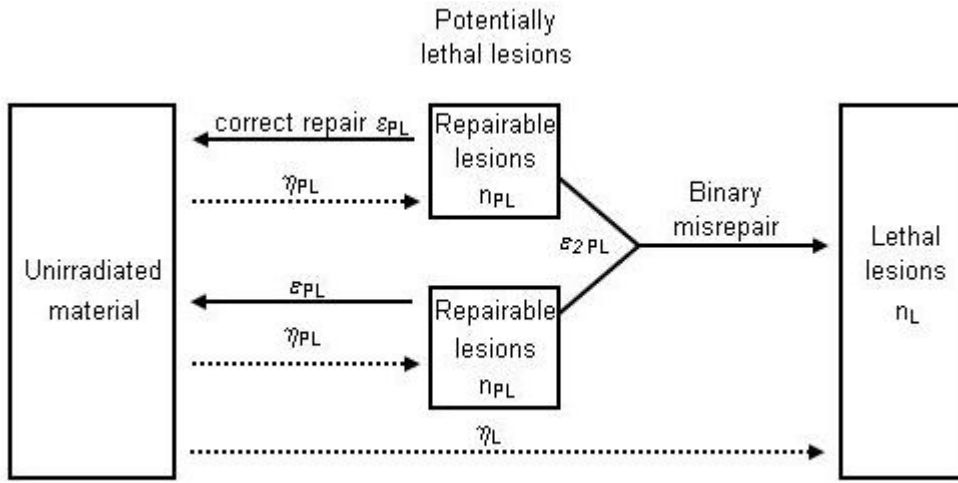 Potentially
lethal lesions
correct repair εPL
Repairable
lesions
nPL
ηPL
Binary
misrepair
ε2 PL
Unirradiated
material
Lethal
lesions
nL
εPL
Repairable
lesions
nPL
ηPL
ηL